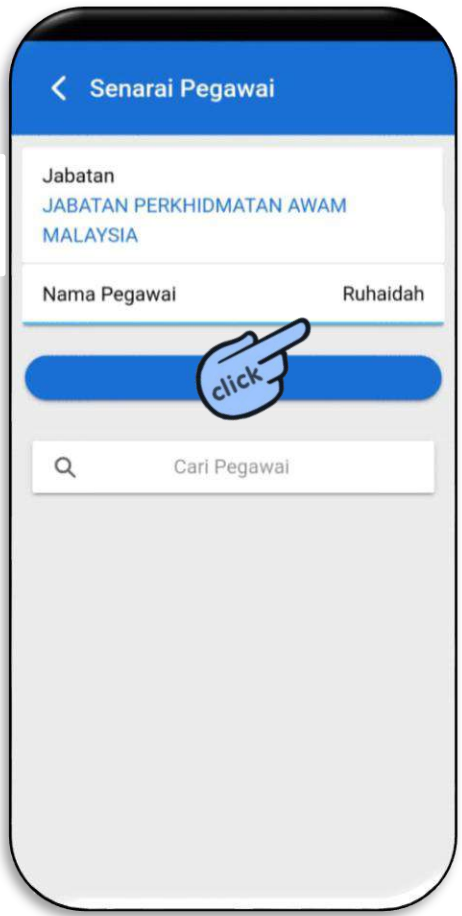 Senarai Pegawai
Jabatan
JABATAN PERKHIDMATAN AWAM
MALAYSIA
Nama Pegawai Ruhaidah
click
Cari Pegawai